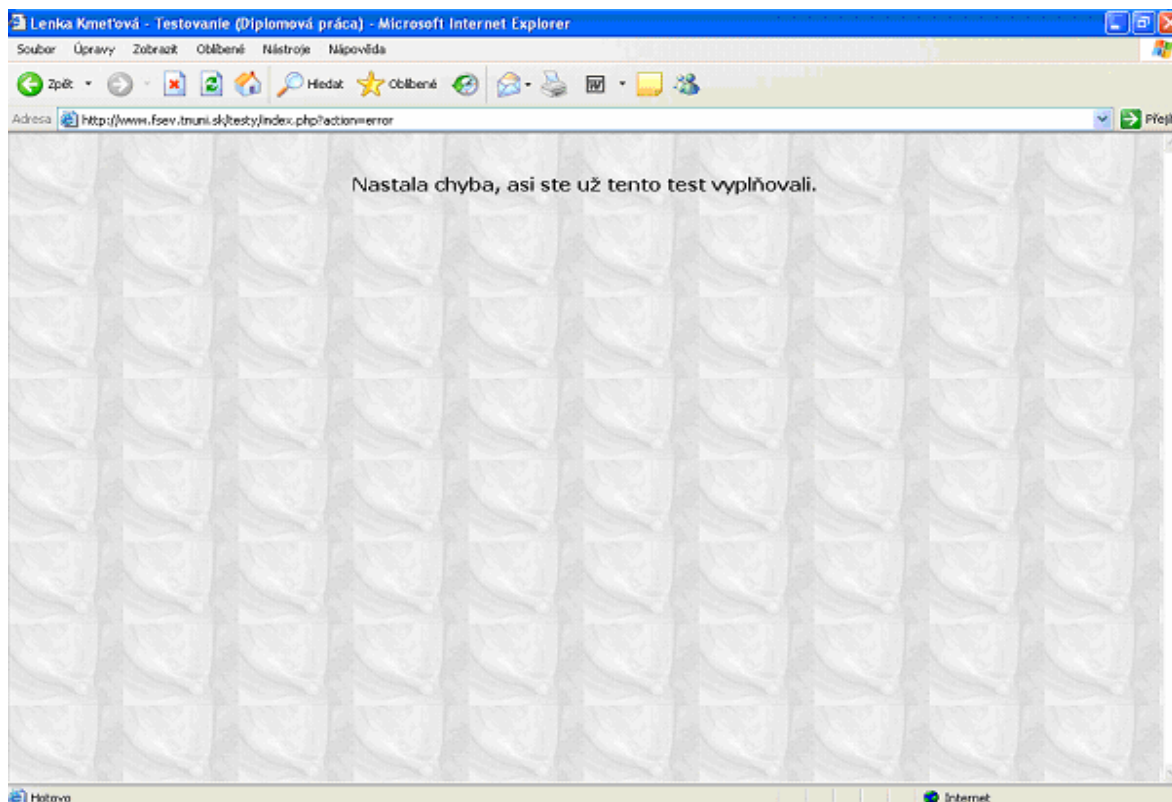 Lenka Kmeťová - Testovanie (Diplomová práca) - Microsoft Internet Explorer
Soubor Úpravy Zobrazit Oblíbené Nástroje Nápověda
Zpět Hledat Oblíbené
Adresa http://www.fsev.tnuni.sk/testy/index.php?action=error
Nastala chyba, asi ste už tento test vyplňovali.
Hotovo Internet